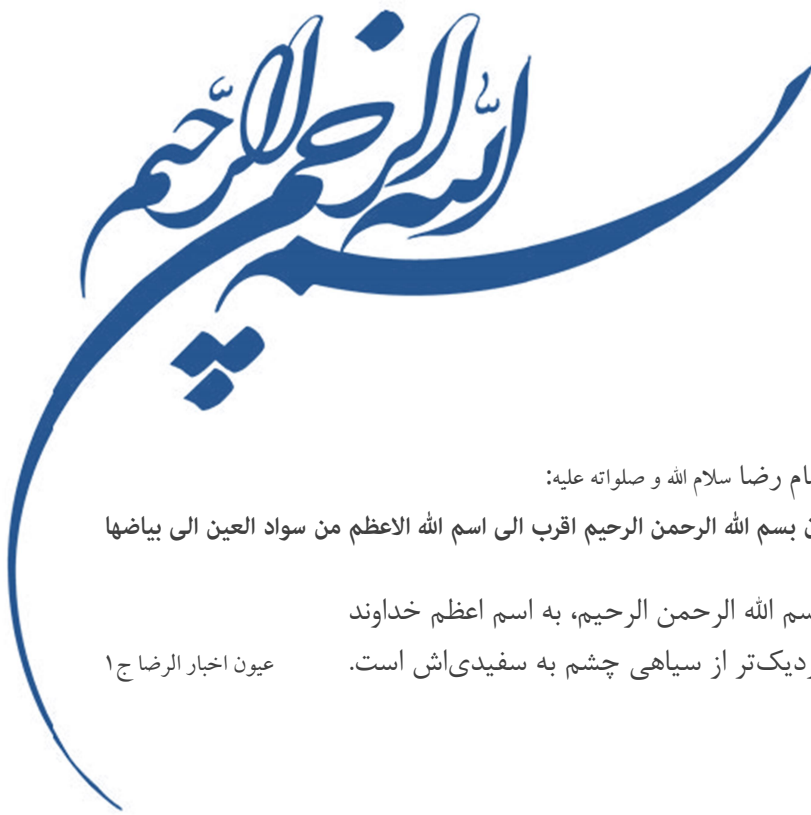 بسم الله الرحمن الرحیم
رضا سلام الله و صلواته علیه:
بسم الله الرحمن الرحیم اقرب الی اسم الله الاعظم من سواد العین الی بیاضها
الله الرحمن الرحیم، به اسم اعظم خداوند
از سیاهی چشم به سفیدی‌اش است. عیون اخبار الرضا ج۱